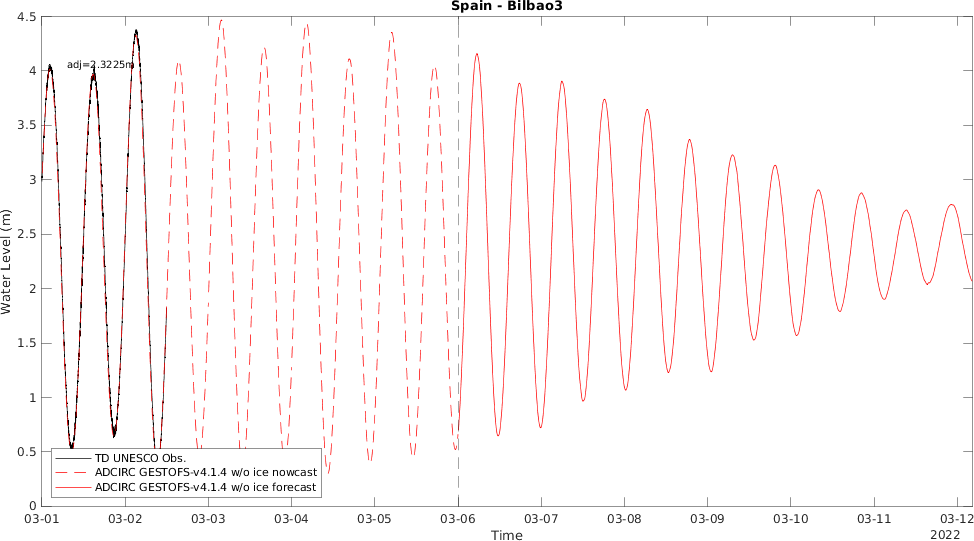 Spain - Bilbao3
Water Level (m)
4.5
4
3.5
3
2.5
2
1.5
1
0.5
0
adj=2.3225m
TD UNESCO Obs.
ADCIRC GESTOFS-v4.1.4 w/o ice nowcast
ADCIRC GESTOFS-v4.1.4 w/o ice forecast
03-01 03-02 03-03 03-04 03-05 03-06 03-07 03-08 03-09 03-10 03-11 03-12
Time
2022